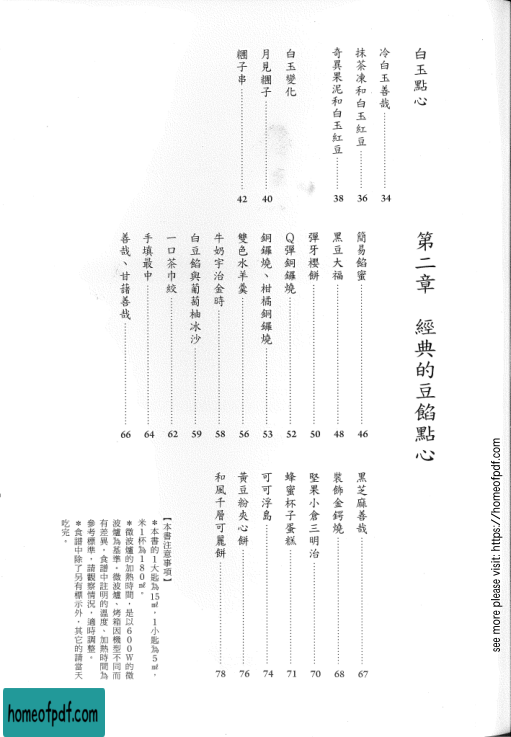 白玉點心
冷白玉善哉……34
抹茶凍和白玉紅豆……36
奇異果泥和白玉紅豆……38
白玉變化
月見糰子……40
糰子串……42
第二章 經典的豆餡點心
簡易餡蜜……46
黑豆大福……48
彈牙櫻餅……50
Q彈銅鑼燒……52
銅鑼燒、柑橘銅鑼燒……53
雙色水羊羹……56
牛奶宇治金時……58
白豆餡與葡萄柚冰沙……59
一口茶巾絞……62
手填最中……64
善哉、甘藷善哉……66
黑芝麻善哉……67
裝飾金鍔燒……68
堅果小倉三明治……70
蜂蜜杯子蛋糕……71
可可浮島……74
黃豆粉夾心餅……76
和風千層可麗餅……78
【本書注意事項】
＊本書的1大匙為15㎖，1小匙為5㎖，
米1杯為180㎖。
＊微波爐的加熱時間，是以600W的微
波爐為基準。微波爐、烤箱因機型不同而
有差異，食譜中註明的溫度、加熱時間為
參考標準，請觀察情況，適時調整。
＊食譜中除了另有標示外，其它的請當天
吃完。
see more please visit: https://homeofpdf.com
homeofpdf.com